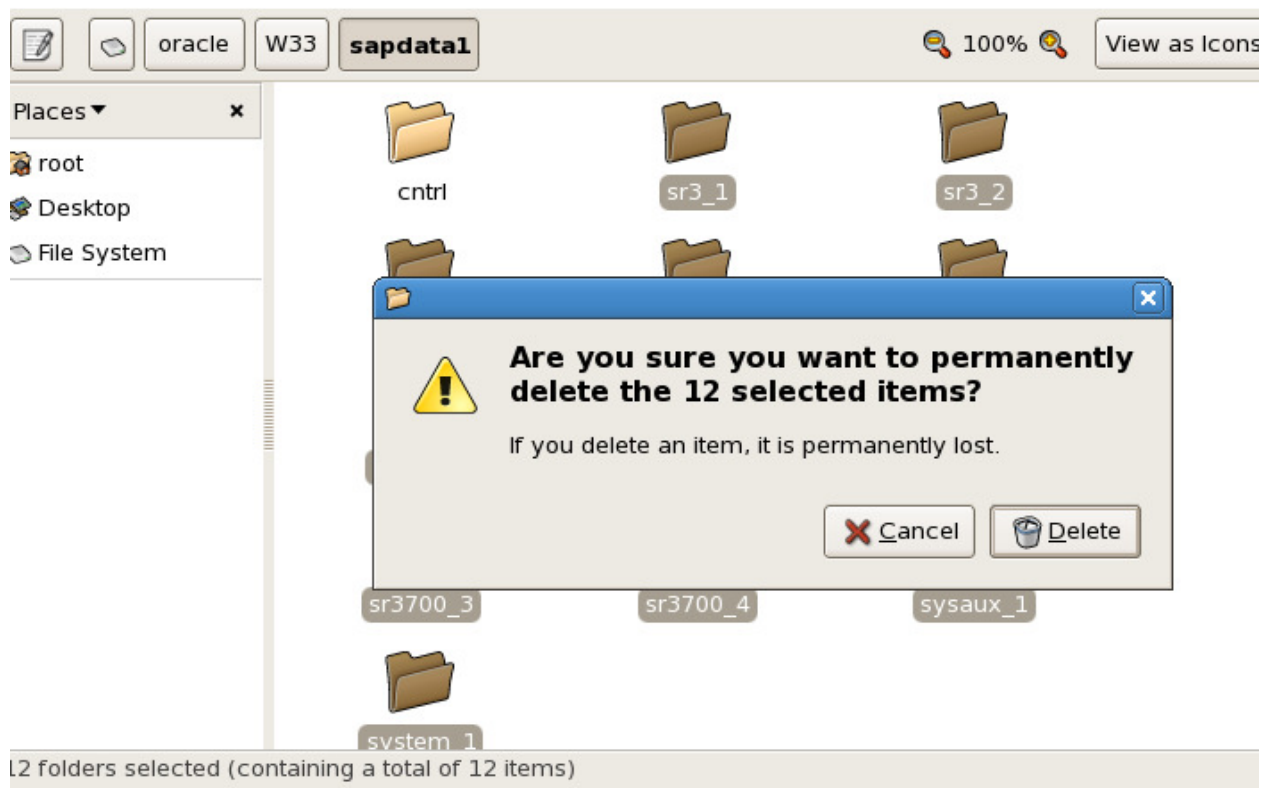 oracle W33 sapdata1 100% View as Icons
Places
root
Desktop
File System
cntrl sr3_1 sr3_2
Are you sure you want to permanently
delete the 12 selected items?
If you delete an item, it is permanently lost.
Cancel Delete
sr3700_3 sr3700_4 sysaux_1
system_1
12 folders selected (containing a total of 12 items)